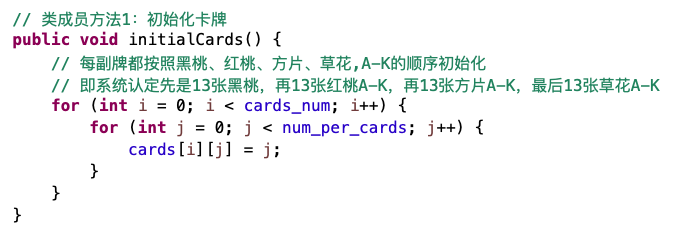 // 类成员方法1：初始化卡牌
public void initialCards() {
    // 每副牌都按照黑桃、红桃、方片、草花,A-K的顺序初始化
    // 即系统认定先是13张黑桃，再13张红桃A-K，再13张方片A-K，最后13张草花A-K
    for (int i = 0; i < cards_num; i++) {
        for (int j = 0; j < num_per_cards; j++) {
            cards[i][j] = j;
        }
    }
}